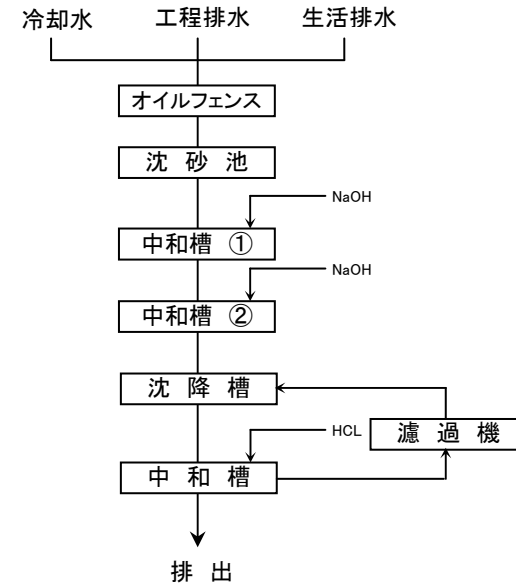 冷却水 工程排水 生活排水
オイルフェンス
沈 砂 池
NaOH
中和槽 ①
NaOH
中和槽 ②
沈 降 槽
HCL
濾 過 機
中 和 槽
排 出